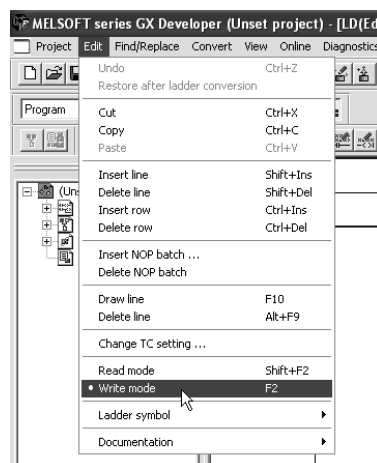 MELSOFT series GX Developer (Unset project) - [LD(Ed
Project Edit Find/Replace Convert View Online Diagnostics
Undo Ctrl+Z
Restore after ladder conversion
Program
Cut Ctrl+X
Copy Ctrl+C
Paste Ctrl+V
Insert line Shift+Ins
Delete line Shift+Del
(Un
Insert row Ctrl+Ins
Delete row Ctrl+Del
Insert NOP batch ...
Delete NOP batch
Draw line F10
Delete line Alt+F9
Change TC setting ...
Read mode Shift+F2
• Write mode F2
Ladder symbol
Documentation